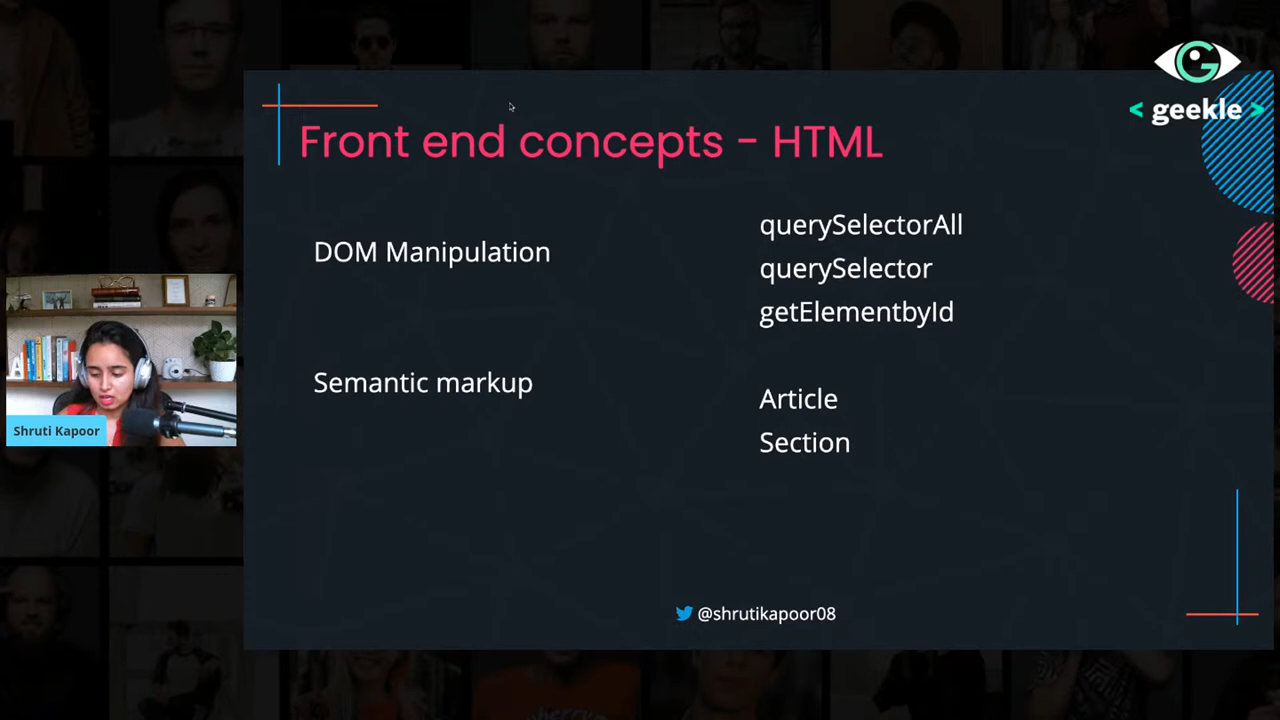 < geekle >
Front end concepts - HTML
DOM Manipulation
querySelectorAll
querySelector
getElementbyId
Semantic markup
Article
Section
Shruti Kapoor
@shrutikapoor08